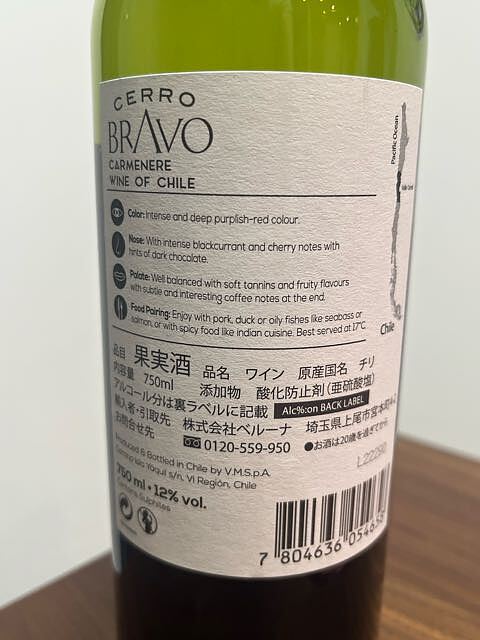 CERRO
BRAVO
CARMENERE
WINE OF CHILE
Pacific Ocean
Chile
Color: Intense and deep purplish-red colour.
Nose: With intense blackcurrant and cherry notes with
hints of dark chocolate.
Palate: Well balanced with soft tannins and fruity flavours
with subtle and interesting coffee notes at the end.
Food Pairing: Enjoy with pork, duck or oily fishes like seabass or
salmon, or with spicy food like indian cuisine. Best served at 17°C.
品目 果実酒 品名 ワイン 原産国名 チリ
内容量 750ml 添加物 酸化防止剤(亜硫酸塩)
アルコール分は裏ラベルに記載 Alc%:on BACK LABEL
輸入者・引取先 株式会社ベルーナ 埼玉県上尾市宮本町4-2
お問合せ先 0120-559-950 ●お酒は20歳を過ぎてから
Produced & Bottled in Chile by V.M.S.p.A.
Camino Isla Yaqui s/n, VI Región, Chile
750 ml • 12% vol.
Sulphites
7 804636 054658